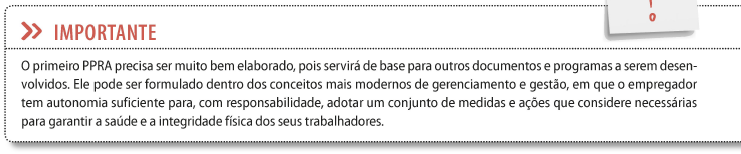 >> IMPORTANTE
O primeiro PPRA precisa ser muito bem elaborado, pois servirá de base para outros documentos e programas a serem desen-
volvidos. Ele pode ser formulado dentro dos conceitos mais modernos de gerenciamento e gestão, em que o empregador
tem autonomia suficiente para, com responsabilidade, adotar um conjunto de medidas e ações que considere necessárias
para garantir a saúde e a integridade física dos seus trabalhadores.